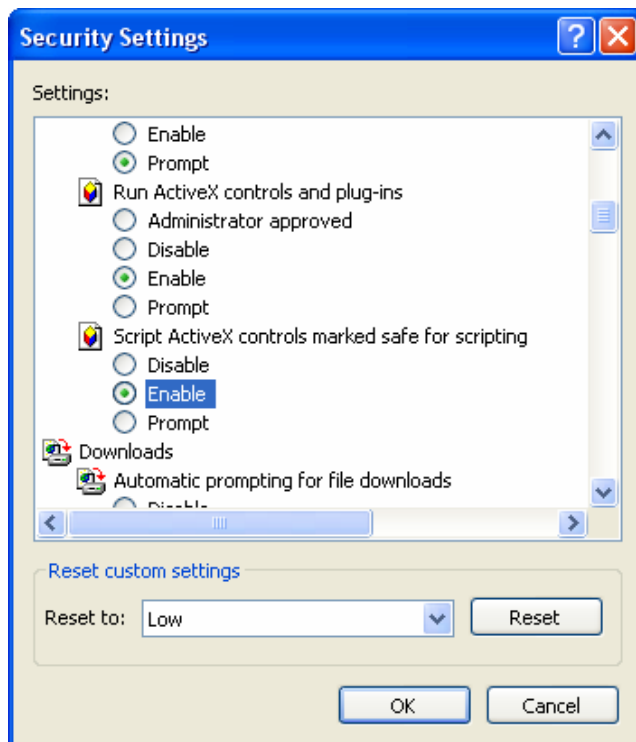 Security Settings
Settings:
Enable
Prompt
Run ActiveX controls and plug-ins
Administrator approved
Disable
Enable
Prompt
Script ActiveX controls marked safe for scripting
Disable
Enable
Prompt
Downloads
Automatic prompting for file downloads
Disable
Reset custom settings
Reset to: Low Reset
OK Cancel